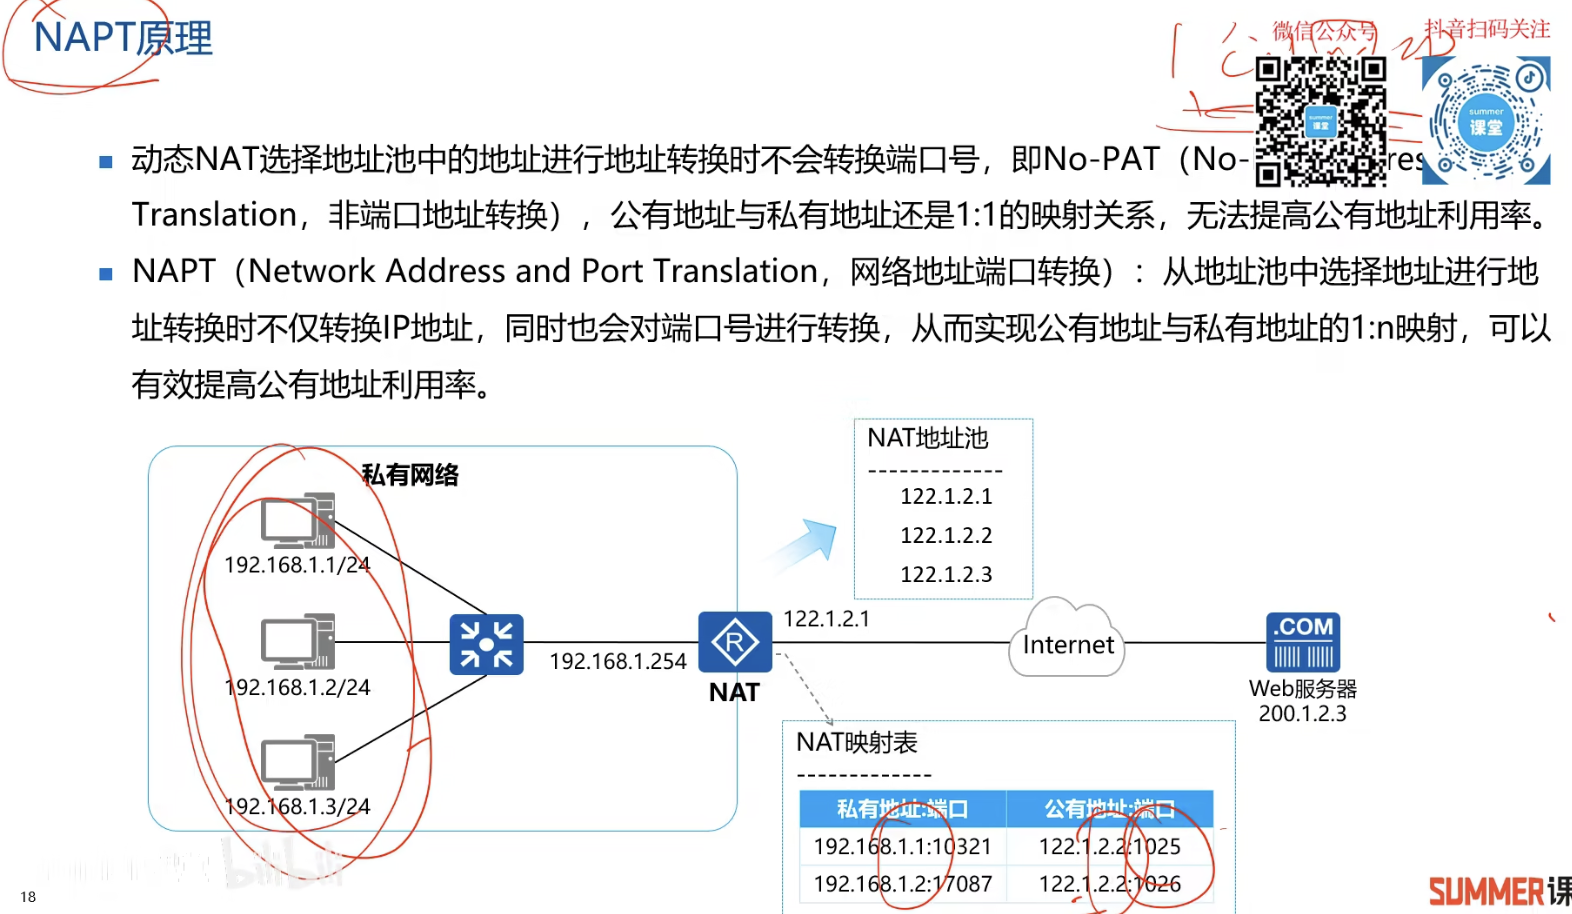 NAPT原理
微信公众号
抖音扫码关注
summer
课堂
summer
课堂
动态NAT选择地址池中的地址进行地址转换时不会转换端口号，即No-PAT（No-
Translation，非端口地址转换），公有地址与私有地址还是1:1的映射关系，无法提高公有地址利用率。
NAPT（Network Address and Port Translation，网络地址端口转换）：从地址池中选择地址进行地
址转换时不仅转换IP地址，同时也会对端口号进行转换，从而实现公有地址与私有地址的1:n映射，可以
有效提高公有地址利用率。
NAT地址池
-------------
122.1.2.1
122.1.2.2
122.1.2.3
私有网络
192.168.1.1/24
192.168.1.2/24
192.168.1.3/24
192.168.1.254
R
NAT
122.1.2.1
Internet
.COM
Web服务器
200.1.2.3
NAT映射表
-------------
私有地址:端口 公有地址:端口
192.168.1.1:10321 122.1.2.2:1025
192.168.1.2:17087 122.1.2.2:1026
bilibili
18
SUMMER课